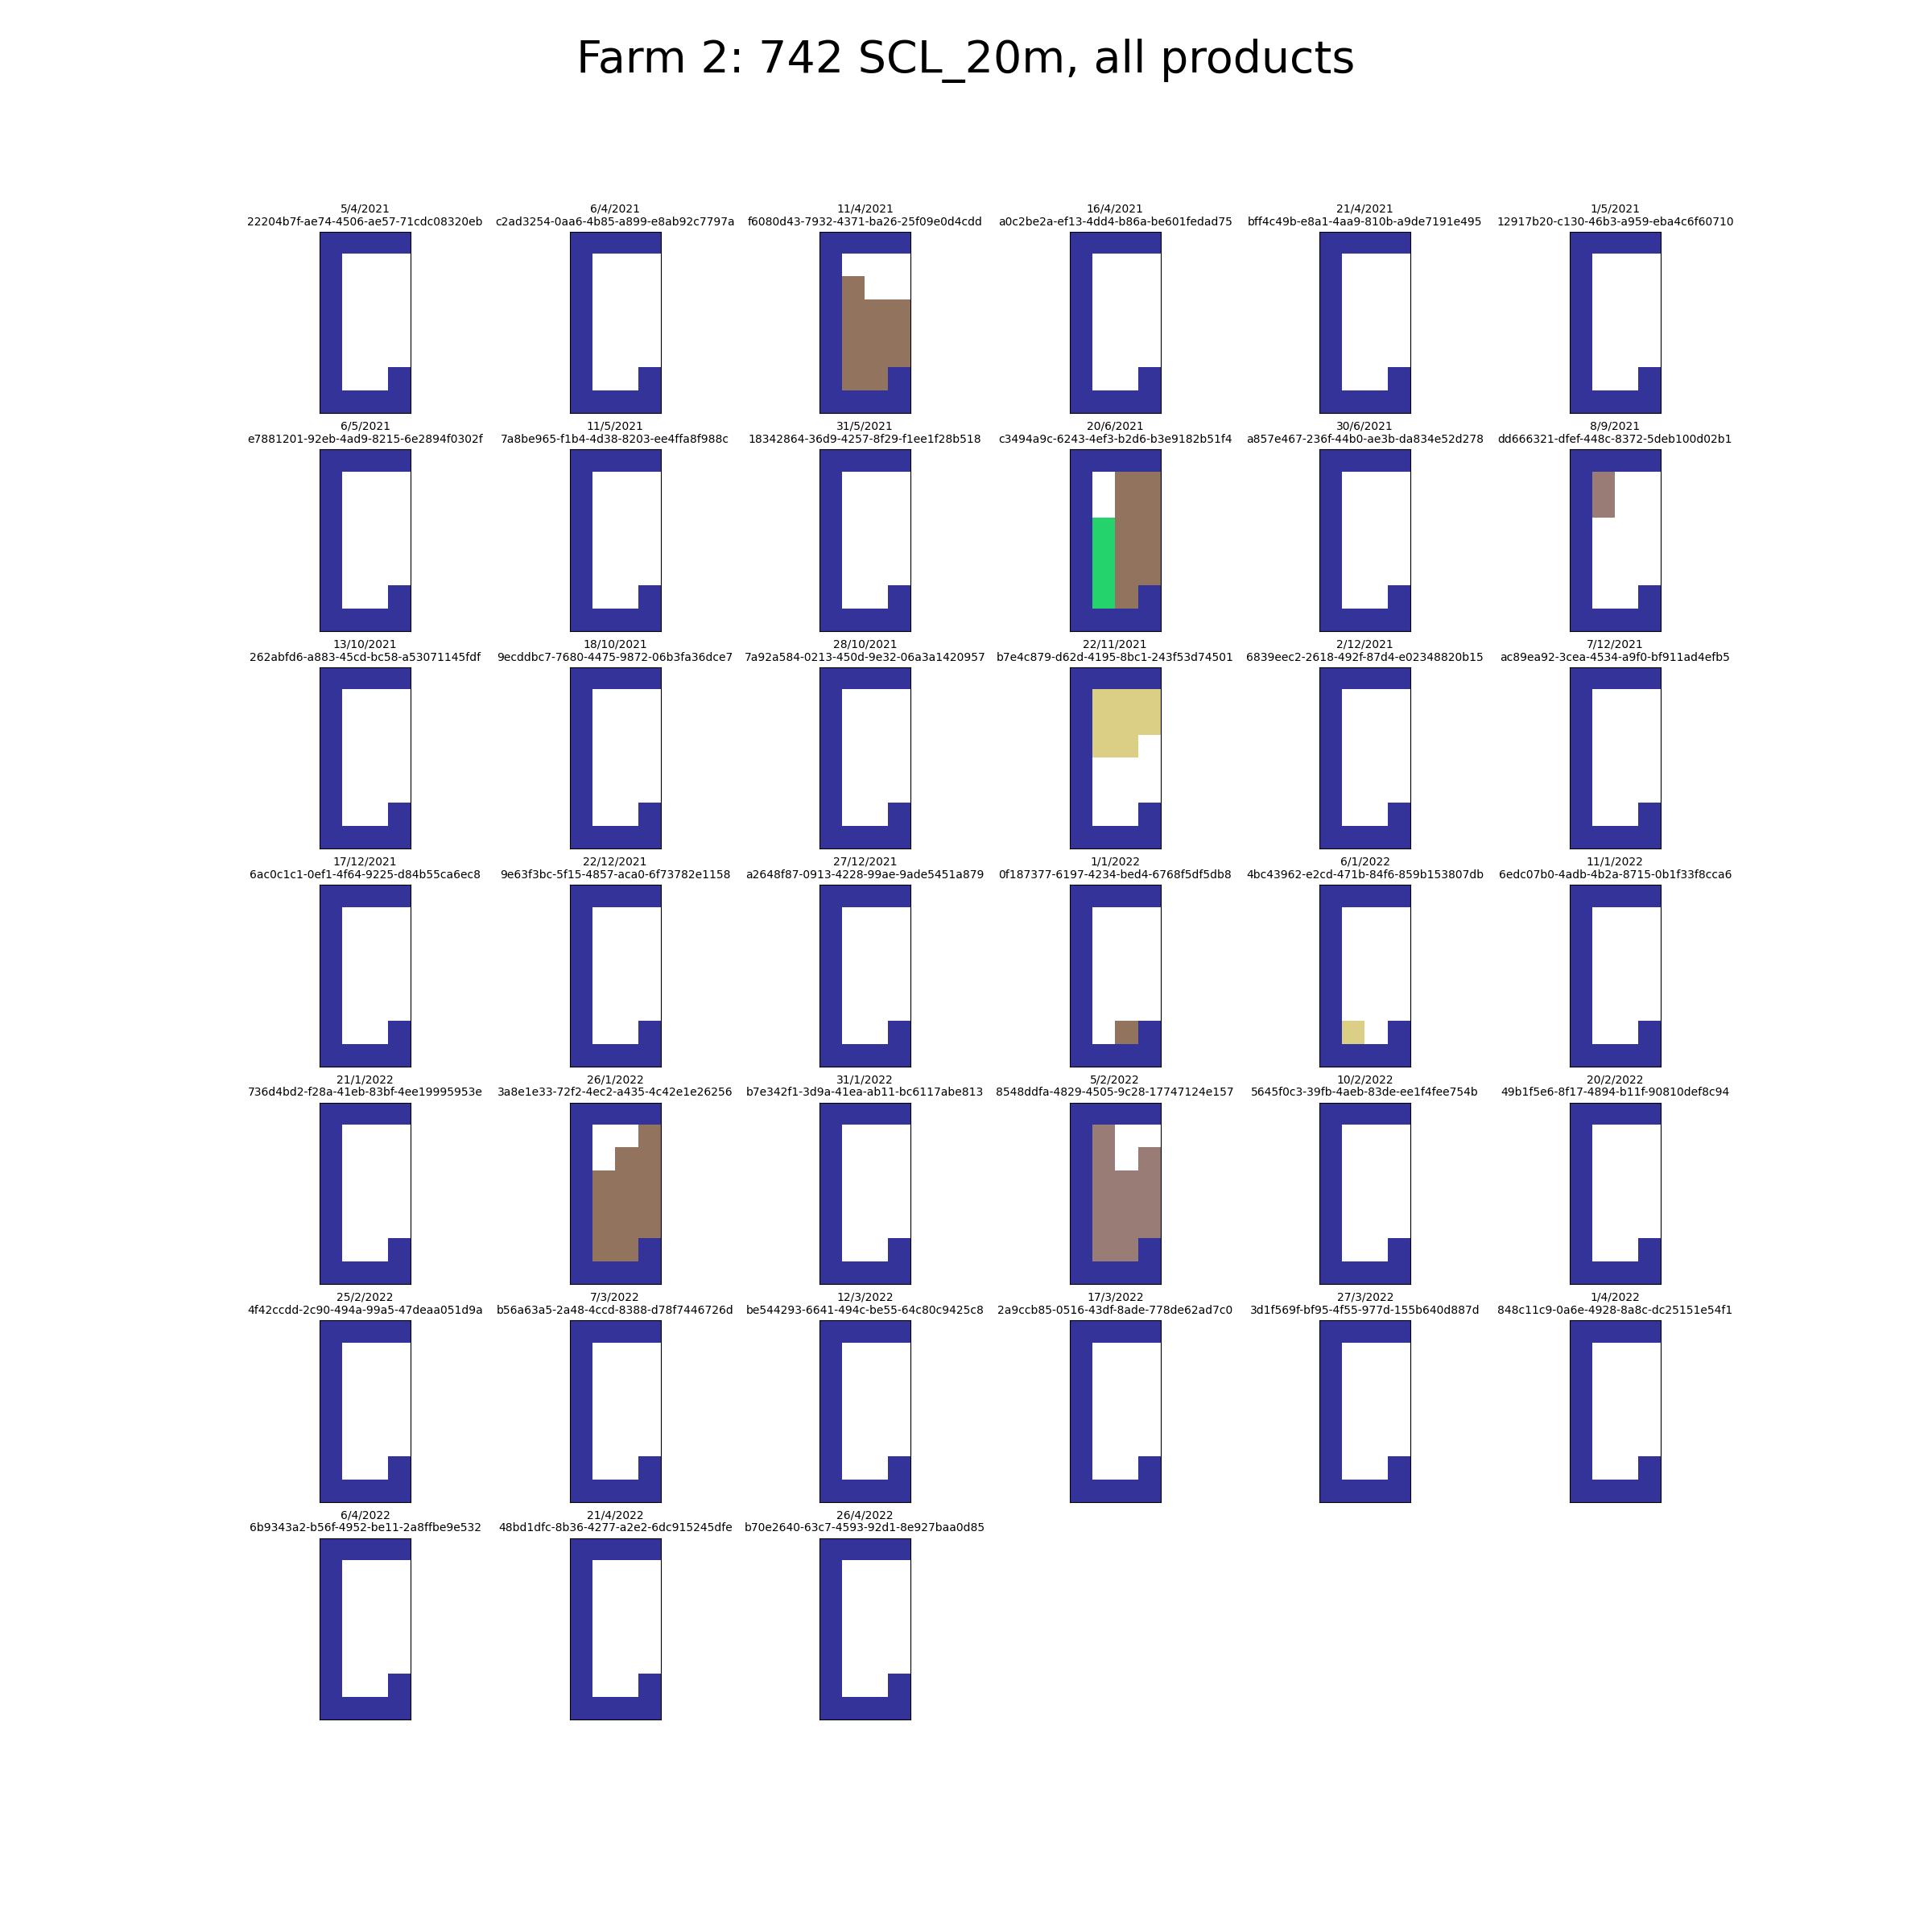 Farm 2: 742 SCL_20m, all products
5/4/2021
22204b7f-ae74-4506-ae57-71cdc08320eb
6/4/2021
c2ad3254-0aa6-4b85-a899-e8ab92c7797a
11/4/2021
f6080d43-7932-4371-ba26-25f09e0d4cdd
16/4/2021
a0c2be2a-ef13-4dd4-b86a-be601fedad75
21/4/2021
bff4c49b-e8a1-4aa9-810b-a9de7191e495
1/5/2021
12917b20-c130-46b3-a959-eba4c6f60710
6/5/2021
e7881201-92eb-4ad9-8215-6e2894f0302f
11/5/2021
7a8be965-f1b4-4d38-8203-ee4ffa8f988c
31/5/2021
18342864-36d9-4257-8f29-f1ee1f28b518
20/6/2021
c3494a9c-6243-4ef3-b2d6-b3e9182b51f4
30/6/2021
a857e467-236f-44b0-ae3b-da834e52d278
8/9/2021
dd666321-dfef-448c-8372-5deb100d02b1
13/10/2021
262abfd6-a883-45cd-bc58-a53071145fdf
18/10/2021
9ecddbc7-7680-4475-9872-06b3fa36dce7
28/10/2021
7a92a584-0213-450d-9e32-06a3a1420957
22/11/2021
b7e4c879-d62d-4195-8bc1-243f53d74501
2/12/2021
6839eec2-2618-492f-87d4-e02348820b15
7/12/2021
ac89ea92-3cea-4534-a9f0-bf911ad4efb5
17/12/2021
6ac0c1c1-0ef1-4f64-9225-d84b55ca6ec8
22/12/2021
9e63f3bc-5f15-4857-aca0-6f73782e1158
27/12/2021
a2648f87-0913-4228-99ae-9ade5451a879
1/1/2022
0f187377-6197-4234-bed4-6768f5df5db8
6/1/2022
4bc43962-e2cd-471b-84f6-859b153807db
11/1/2022
6edc07b0-4adb-4b2a-8715-0b1f33f8cca6
21/1/2022
736d4bd2-f28a-41eb-83bf-4ee19995953e
26/1/2022
3a8e1e33-72f2-4ec2-a435-4c42e1e26256
31/1/2022
b7e342f1-3d9a-41ea-ab11-bc6117abe813
5/2/2022
8548ddfa-4829-4505-9c28-17747124e157
10/2/2022
5645f0c3-39fb-4aeb-83de-ee1f4fee754b
20/2/2022
49b1f5e6-8f17-4894-b11f-90810def8c94
25/2/2022
4f42ccdd-2c90-494a-99a5-47deaa051d9a
7/3/2022
b56a63a5-2a48-4ccd-8388-d78f7446726d
12/3/2022
be544293-6641-494c-be55-64c80c9425c8
17/3/2022
2a9ccb85-0516-43df-8ade-778de62ad7c0
27/3/2022
3d1f569f-bf95-4f55-977d-155b640d887d
1/4/2022
848c11c9-0a6e-4928-8a8c-dc25151e54f1
6/4/2022
6b9343a2-b56f-4952-be11-2a8ffbe9e532
21/4/2022
48bd1dfc-8b36-4277-a2e2-6dc915245dfe
26/4/2022
b70e2640-63c7-4593-92d1-8e927baa0d85